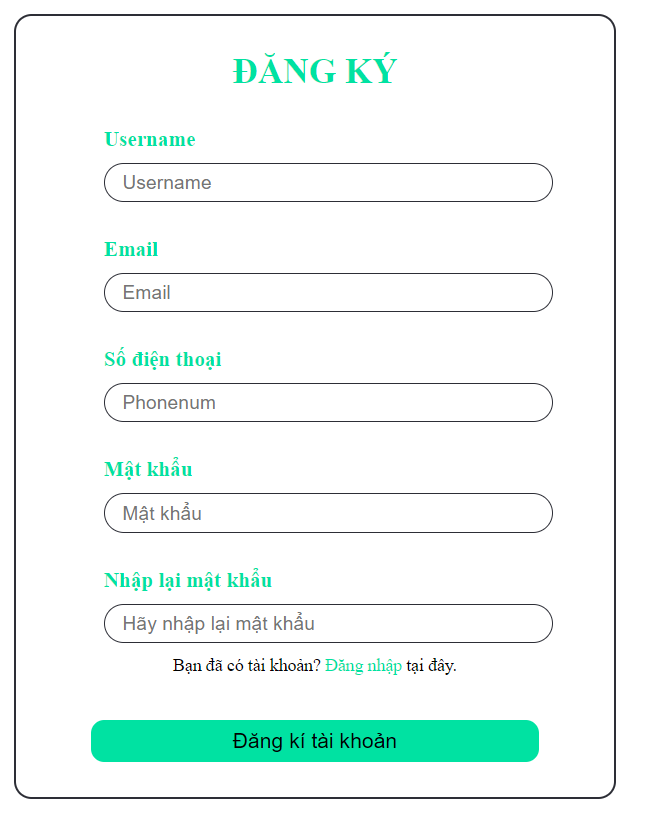 ĐĂNG KÝ
Username
Username
Email
Email
Số điện thoại
Phonenum
Mật khẩu
Mật khẩu
Nhập lại mật khẩu
Hãy nhập lại mật khẩu
Bạn đã có tài khoản? Đăng nhập tại đây.
Đăng kí tài khoản